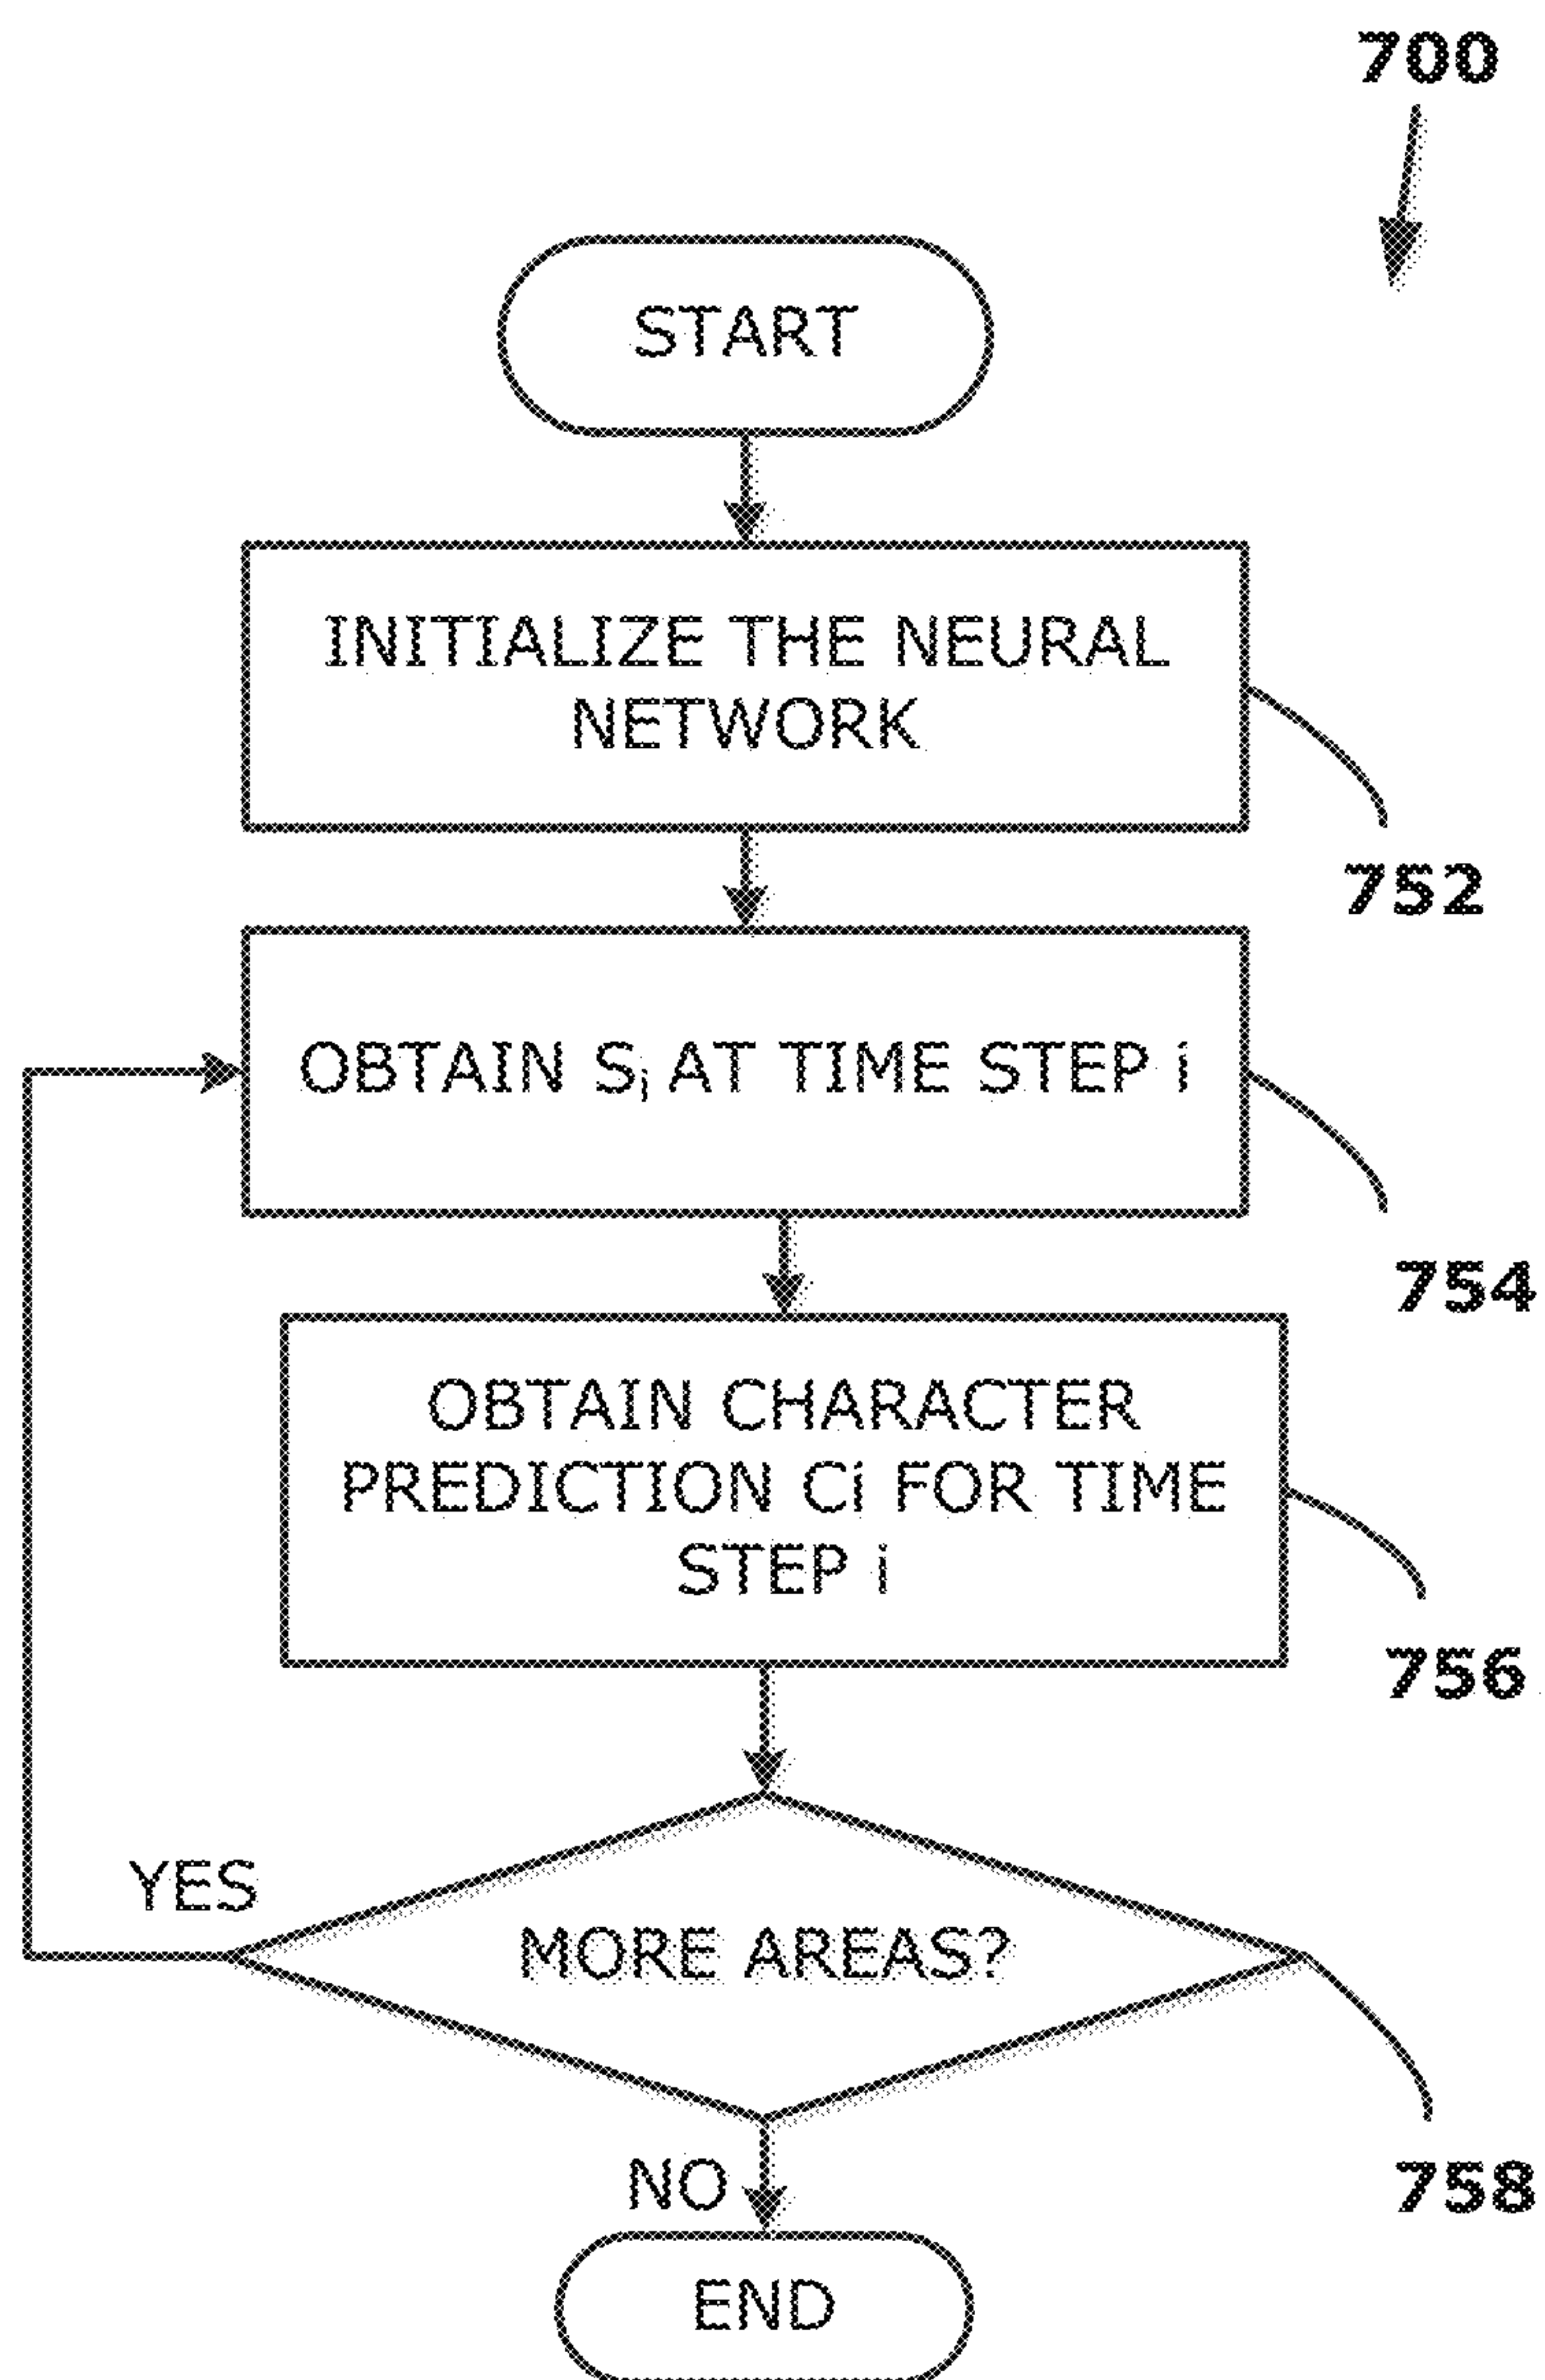 700
START
INITIALIZE THE NEURAL
NETWORK
752
OBTAIN Si AT TIME STEP i
754
OBTAIN CHARACTER
PREDICTION Ci FOR TIME
STEP i
756
YES
MORE AREAS?
758
NO
END